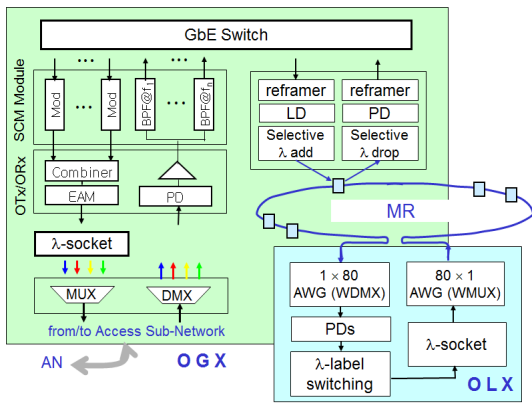 GbE Switch
SCM Module
Mod
Mod
BPF@f1
BPF@fn
reframer
reframer
LD
PD
Selective
λ add
Selective
λ drop
OTx/ORx
Combiner
EAM
PD
λ-socket
MR
MUX
DMX
from/to Access Sub-Network
AN
O G X
1 × 80
AWG (WDMX)
80 × 1
AWG (WMUX)
PDs
λ-label
switching
λ-socket
O L X